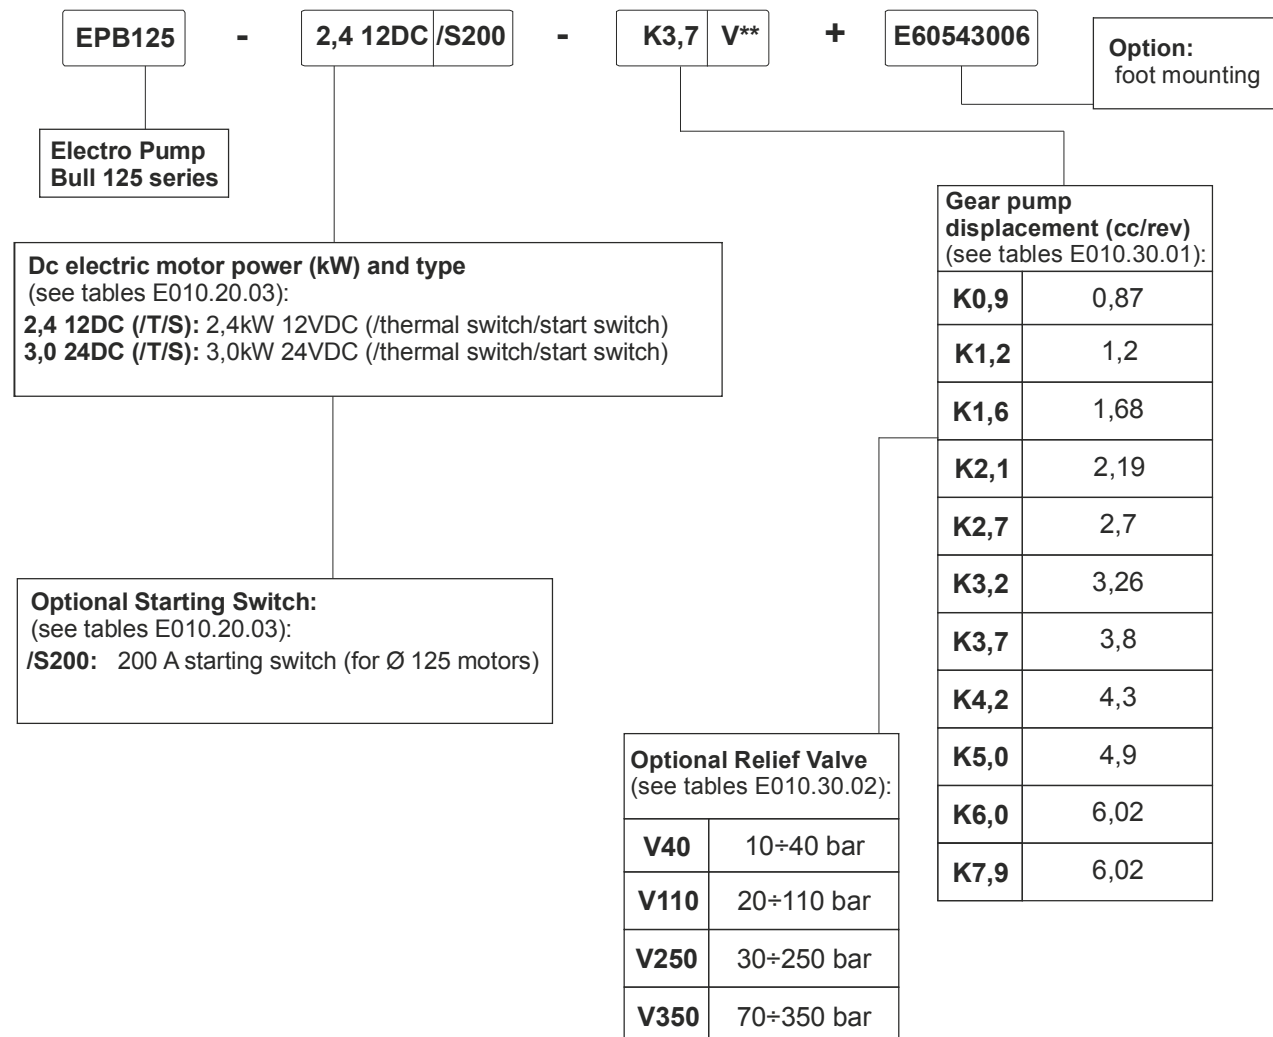 EPB125 - 2,4 12DC /S200 - K3,7 V** + E60543006
Option:
foot mounting
Electro Pump
Bull 125 series
Gear pump
displacement (cc/rev)
(see tables E010.30.01):
K0,9 0,87
K1,2 1,2
K1,6 1,68
K2,1 2,19
K2,7 2,7
K3,2 3,26
K3,7 3,8
K4,2 4,3
K5,0 4,9
K6,0 6,02
K7,9 6,02
Dc electric motor power (kW) and type
(see tables E010.20.03):
2,4 12DC (/T/S): 2,4kW 12VDC (/thermal switch/start switch)
3,0 24DC (/T/S): 3,0kW 24VDC (/thermal switch/start switch)
Optional Starting Switch:
(see tables E010.20.03):
/S200: 200 A starting switch (for Ø 125 motors)
Optional Relief Valve
(see tables E010.30.02):
V40 10÷40 bar
V110 20÷110 bar
V250 30÷250 bar
V350 70÷350 bar